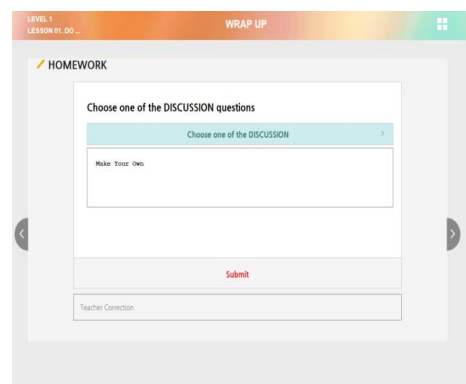 LEVEL 1
LESSON 01. DO ...
WRAP UP
HOMEWORK
Choose one of the DISCUSSION questions
Choose one of the DISCUSSION
Make Your Own
Submit
Teacher Correction